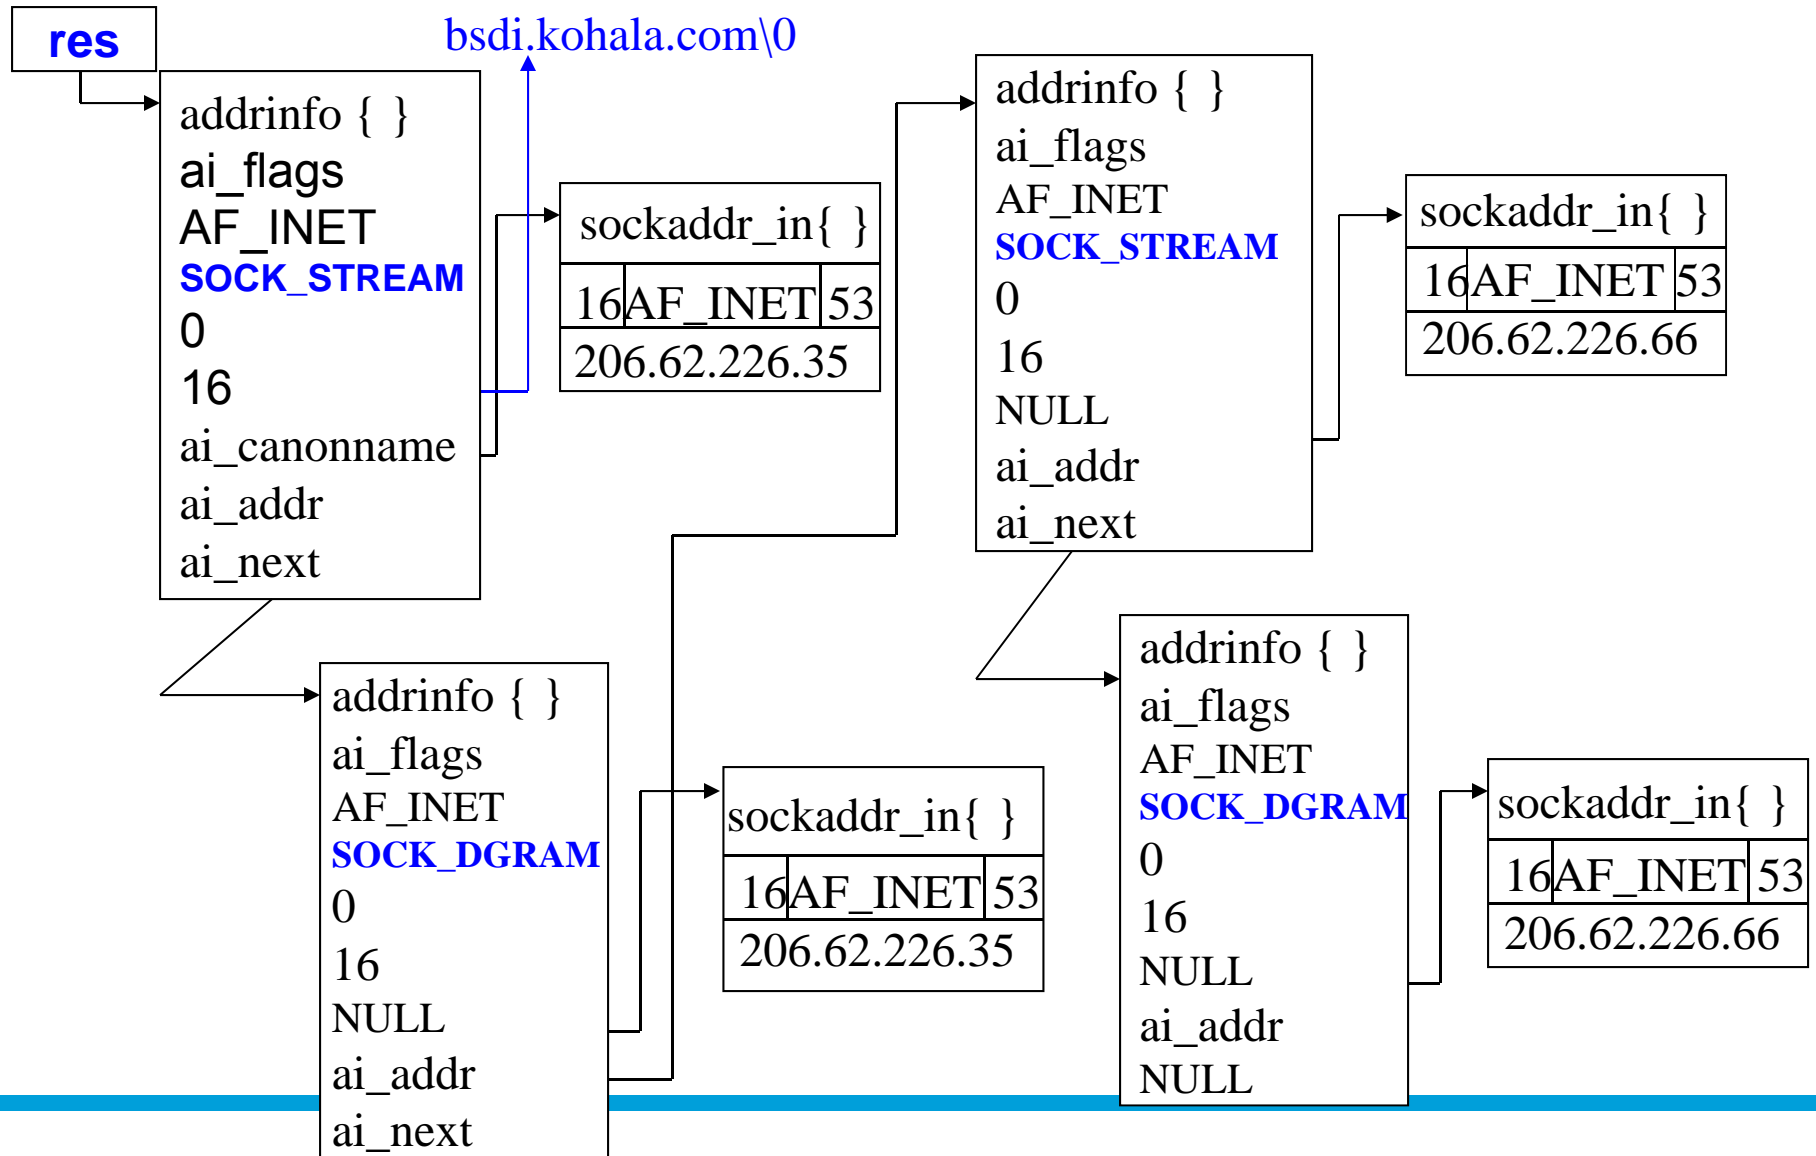 res
bsdi.kohala.com\0
addrinfo { }
ai_flags
AF_INET
SOCK_STREAM
0
16
ai_canonname
ai_addr
ai_next
sockaddr_in{ }
16 AF_INET 53
206.62.226.35
addrinfo { }
ai_flags
AF_INET
SOCK_DGRAM
0
16
NULL
ai_addr
ai_next
sockaddr_in{ }
16 AF_INET 53
206.62.226.35
addrinfo { }
ai_flags
AF_INET
SOCK_STREAM
0
16
NULL
ai_addr
ai_next
sockaddr_in{ }
16 AF_INET 53
206.62.226.66
addrinfo { }
ai_flags
AF_INET
SOCK_DGRAM
0
16
NULL
ai_addr
NULL
sockaddr_in{ }
16 AF_INET 53
206.62.226.66